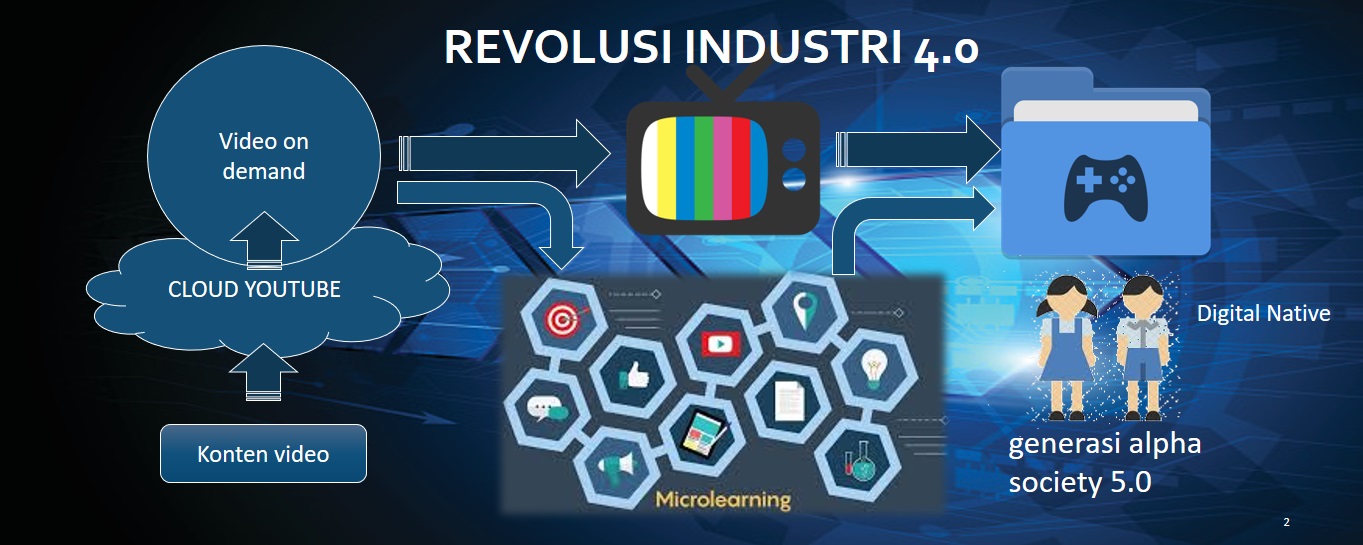 REVOLUSI INDUSTRI 4.0
Video on
demand
CLOUD YOUTUBE
Konten video
Microlearning
Digital Native
generasi alpha
society 5.0
2